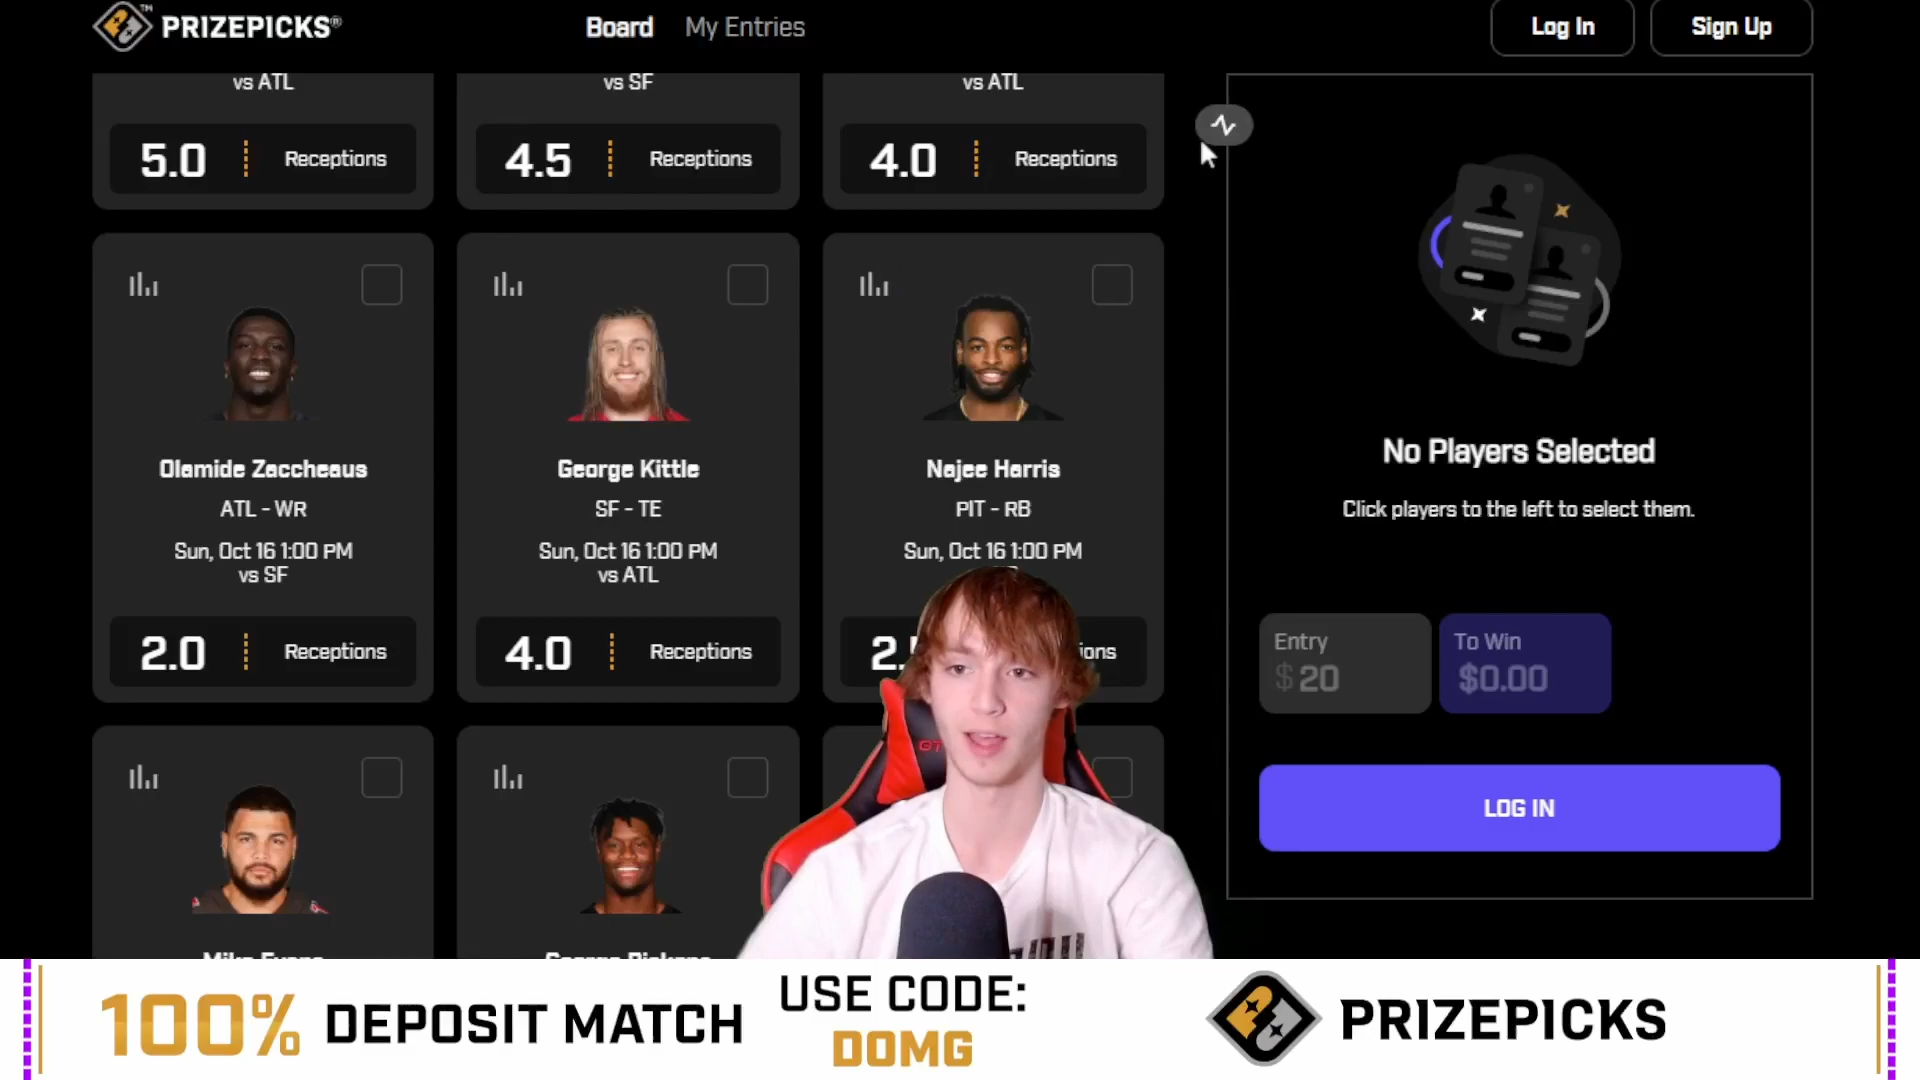 PRIZEPICKS®
Board
My Entries
Log In
Sign Up
vs ATL
vs SF
vs ATL
5.0 Receptions
4.5 Receptions
4.0 Receptions
Olamide Zaccheaus
ATL - WR
Sun, Oct 16 1:00 PM
vs SF
2.0 Receptions
George Kittle
SF - TE
Sun, Oct 16 1:00 PM
vs ATL
4.0 Receptions
Najee Harris
PIT - RB
Sun, Oct 16 1:00 PM
No Players Selected
Click players to the left to select them.
Entry
$ 20
To Win
$0.00
LOG IN
Mike Evans
George Pickens
100% DEPOSIT MATCH
USE CODE:
DOMG
PRIZEPICKS